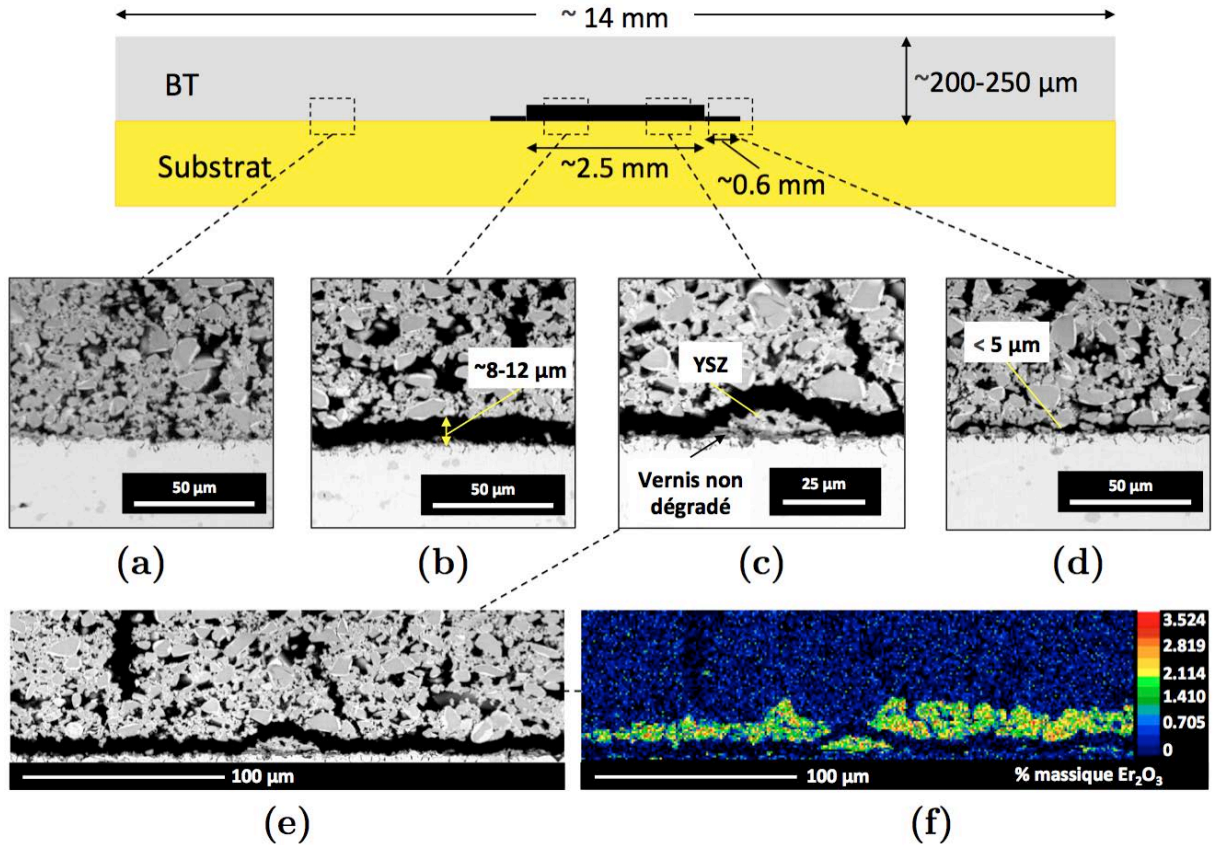 ~ 14 mm
BT
~200-250 µm
Substrat
~2.5 mm
~0.6 mm
~8-12 µm
YSZ
< 5 µm
Vernis non
dégradé
50 µm
50 µm
25 µm
50 µm
(a)
(b)
(c)
(d)
3.524
2.819
2.114
1.410
0.705
0
100 µm
100 µm
% massique Er₂O₃
(e)
(f)